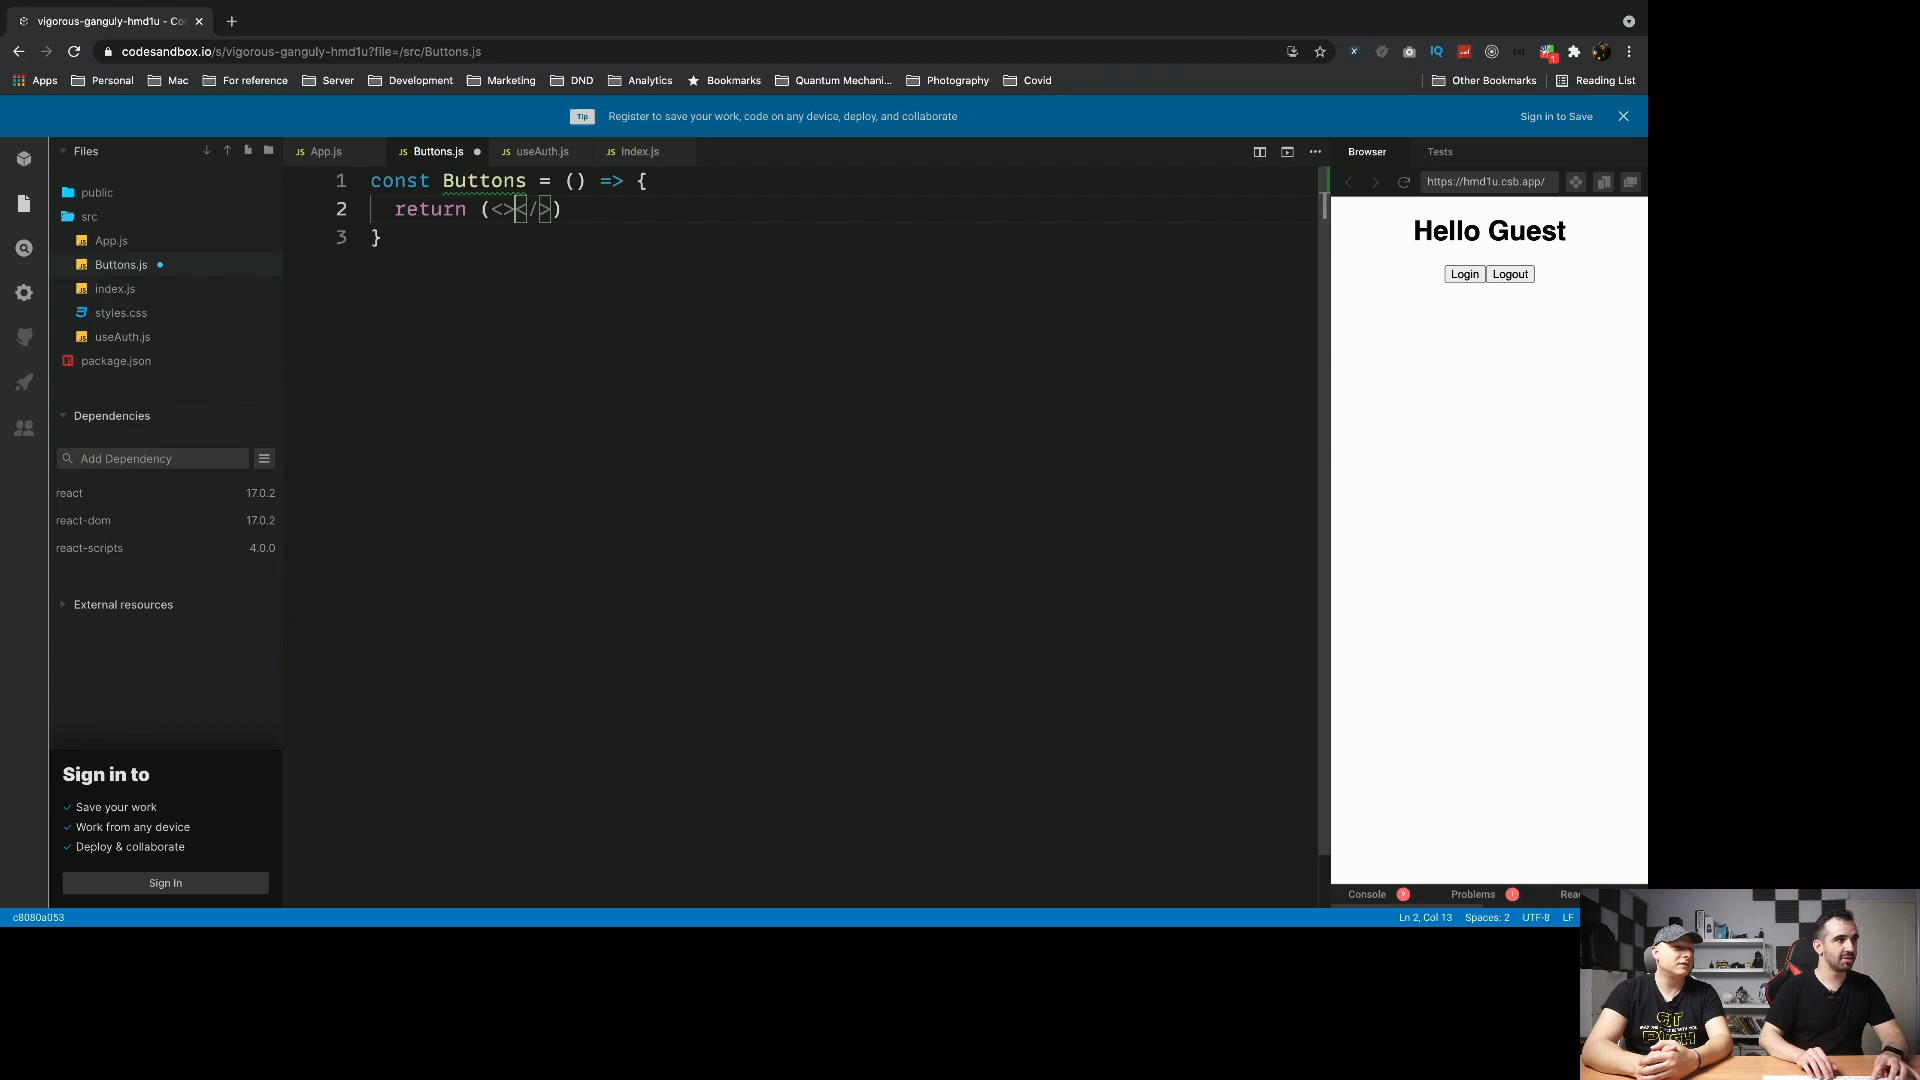 vigorous-ganguly-hmd1u - Co
codesandbox.io/s/vigorous-ganguly-hmd1u?file=/src/Buttons.js
Apps Personal Mac For reference Server Development Marketing DND Analytics Bookmarks Quantum Mechani... Photography Covid Other Bookmarks Reading List
Tip Register to save your work, code on any device, deploy, and collaborate Sign in to Save
Files
public
src
App.js
Buttons.js
index.js
styles.css
useAuth.js
package.json
Dependencies
Add Dependency
react 17.0.2
react-dom 17.0.2
react-scripts 4.0.0
External resources
Sign in to
Save your work
Work from any device
Deploy & collaborate
Sign In
JS App.js JS Buttons.js JS useAuth.js JS index.js
1 const Buttons = () => {
2 return (<></>)
3 }
Browser Tests
https://hmd1u.csb.app/
Hello Guest
Login Logout
Console 9 Problems
c8080a053 Ln 2, Col 13 Spaces: 2 UTF-8 LF
GIT
PUSH